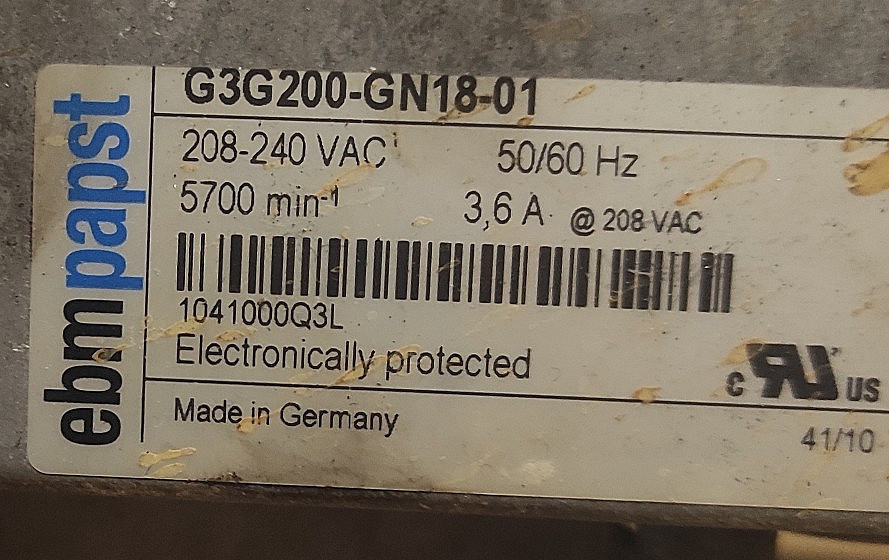 ebmpapst
G3G200-GN18-01
208-240 VAC 50/60 Hz
5700 min-¹ 3,6 A @ 208 VAC
1041000Q3L
Electronically protected
c RU US
Made in Germany
41/10